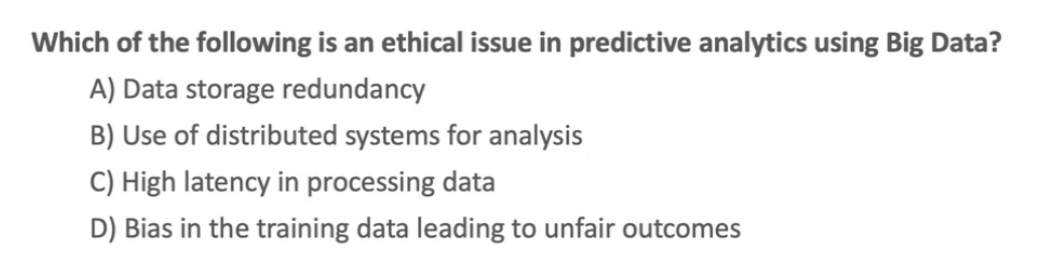 Which of the following is an ethical issue in predictive analytics using Big Data?
A) Data storage redundancy
B) Use of distributed systems for analysis
C) High latency in processing data
D) Bias in the training data leading to unfair outcomes